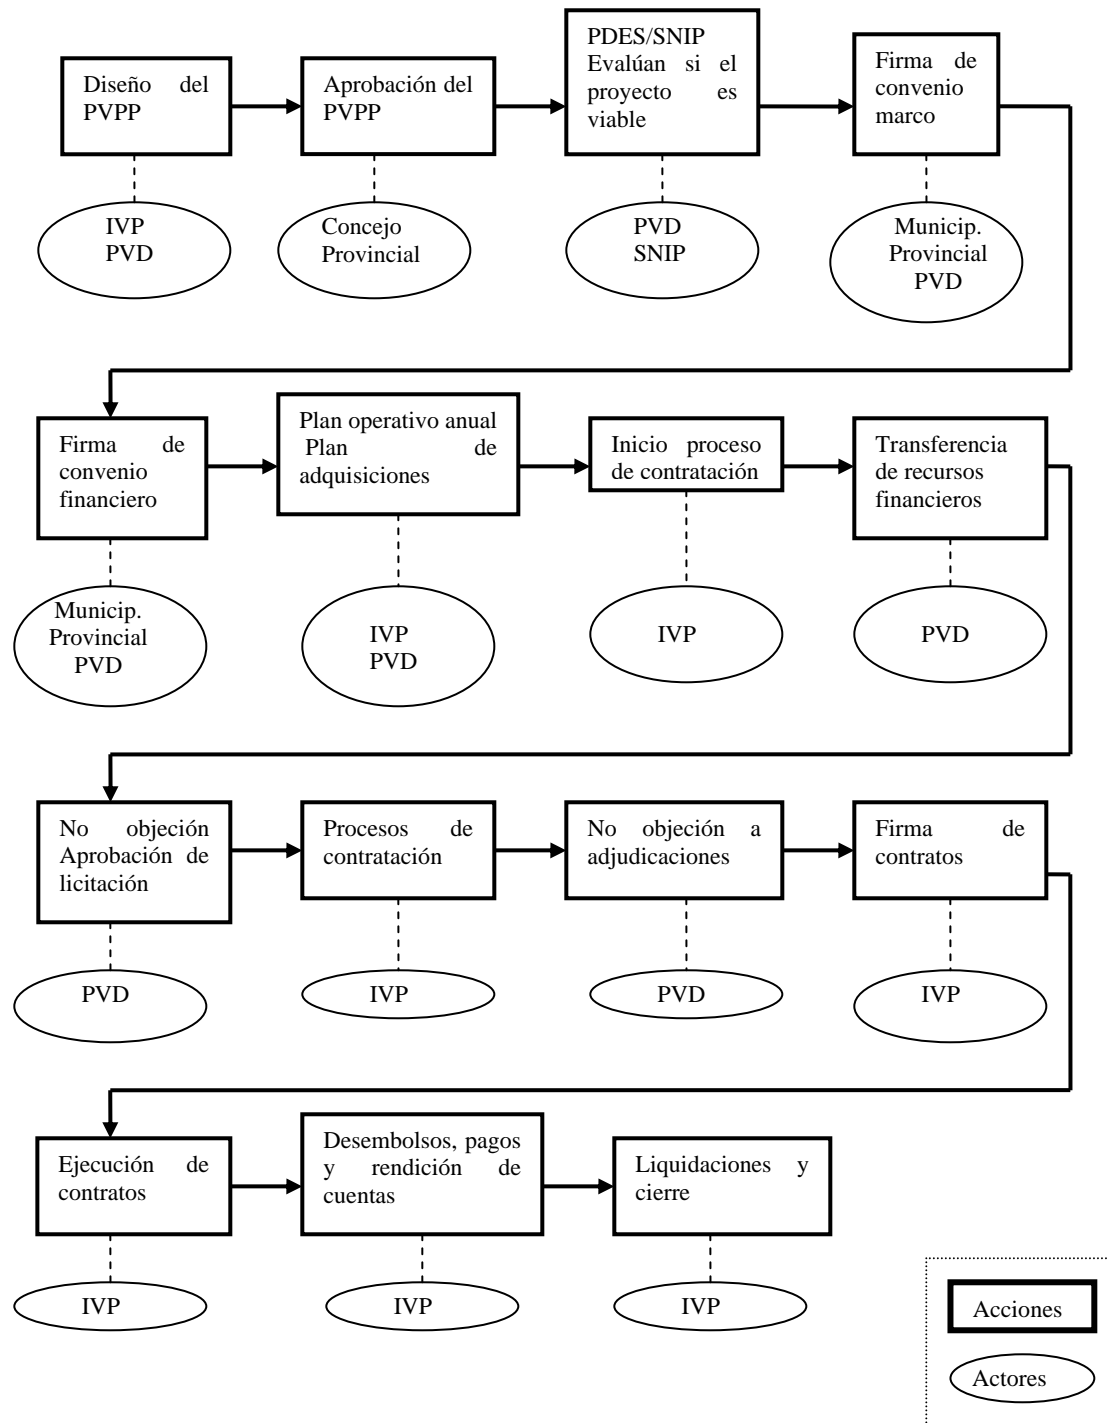 Diseño del
PVPP
Aprobación del
PVPP
PDES/SNIP
Evalúan si el
proyecto es
viable
Firma de
convenio
marco
IVP
PVD
Concejo
Provincial
PVD
SNIP
Municip.
Provincial
PVD
Firma de
convenio
financiero
Plan operativo anual
Plan de
adquisiciones
Inicio proceso
de contratación
Transferencia
de recursos
financieros
Municip.
Provincial
PVD
IVP
PVD
IVP
PVD
No objeción
Aprobación de
licitación
Procesos de
contratación
No objeción a
adjudicaciones
Firma de
contratos
PVD
IVP
PVD
IVP
Ejecución de
contratos
Desembolsos, pagos
y rendición de
cuentas
Liquidaciones y
cierre
IVP
IVP
IVP
Acciones
Actores